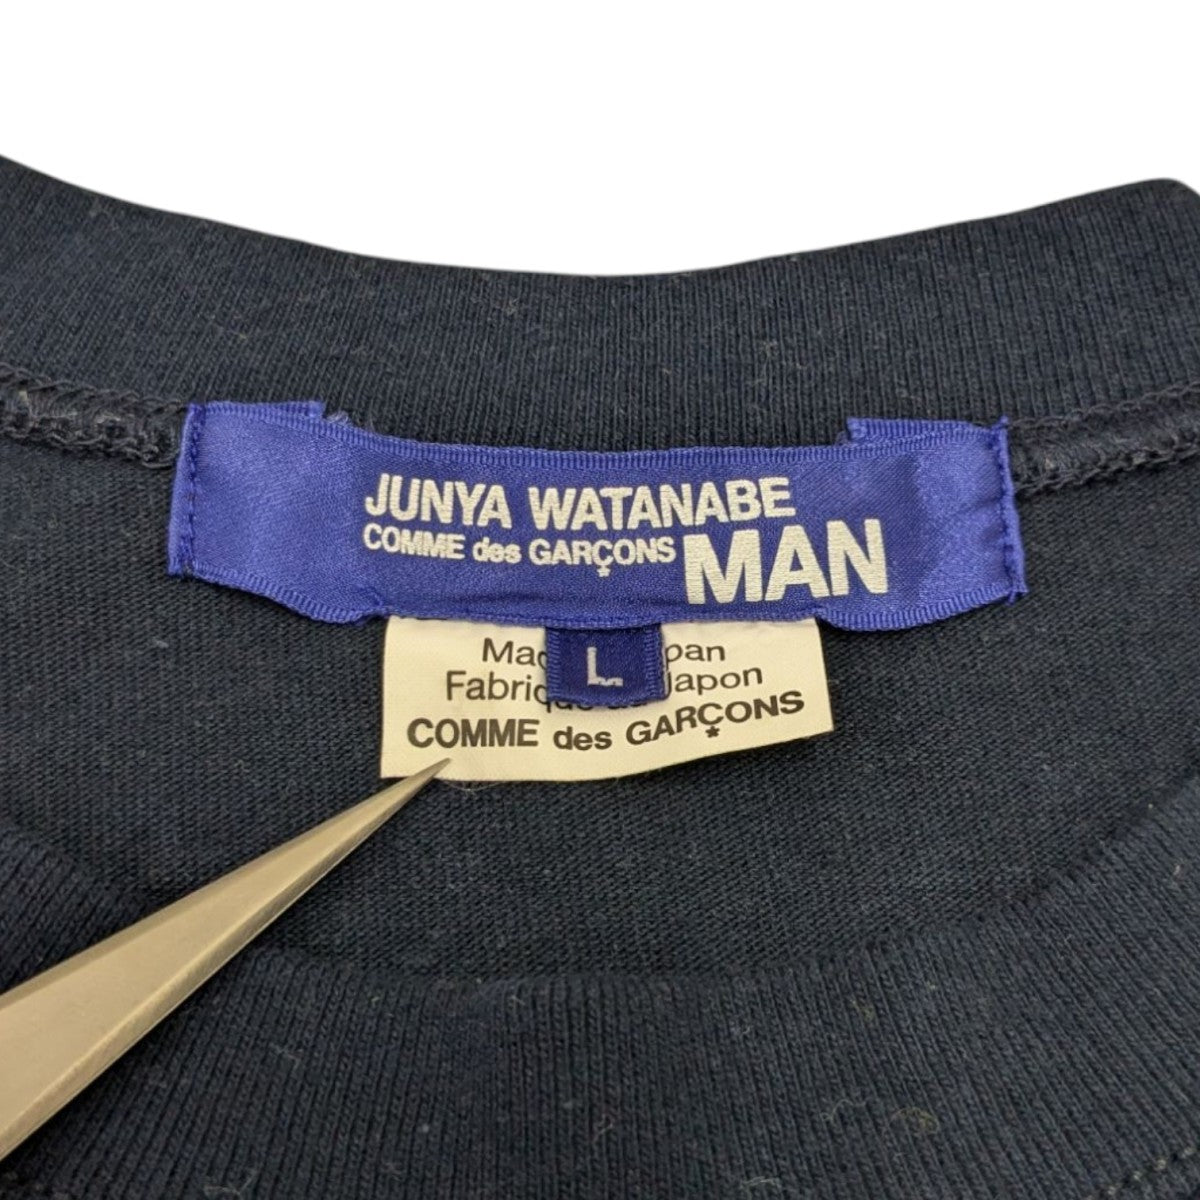 JUNYA WATANABE
COMME des GARÇONS MAN
L
COMME des GARÇONS